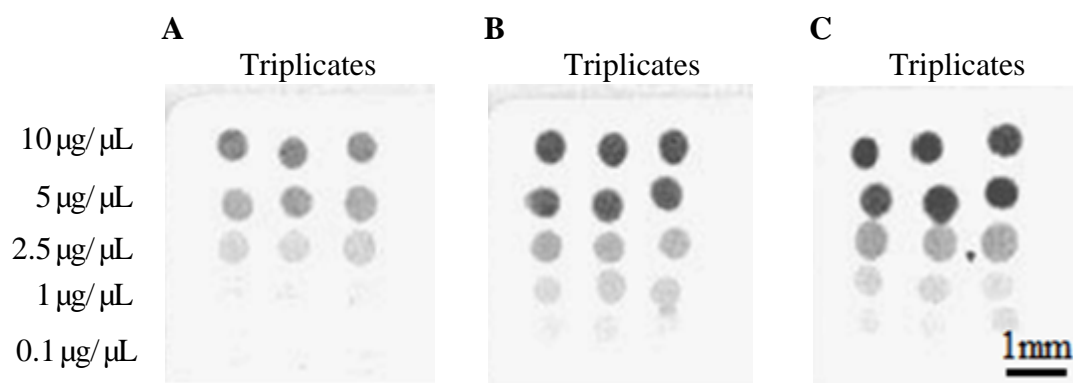 A B C
Triplicates Triplicates Triplicates
10 µg/ µL
5 µg/ µL
2.5 µg/ µL
1 µg/ µL
0.1 µg/ µL
1mm